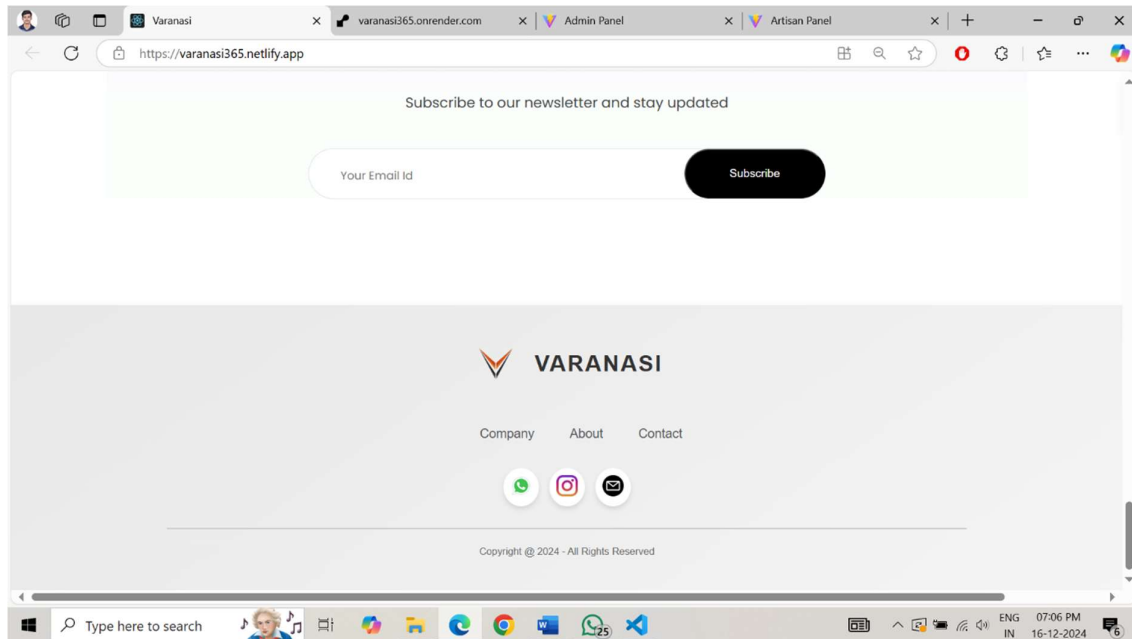 Varanasi
varanasi365.onrender.com
Admin Panel
Artisan Panel
https://varanasi365.netlify.app
Subscribe to our newsletter and stay updated
Your Email Id
Subscribe
VARANASI
Company About Contact
Copyright @ 2024 - All Rights Reserved
Type here to search
25
ENG
IN
07:06 PM
16-12-2024
6